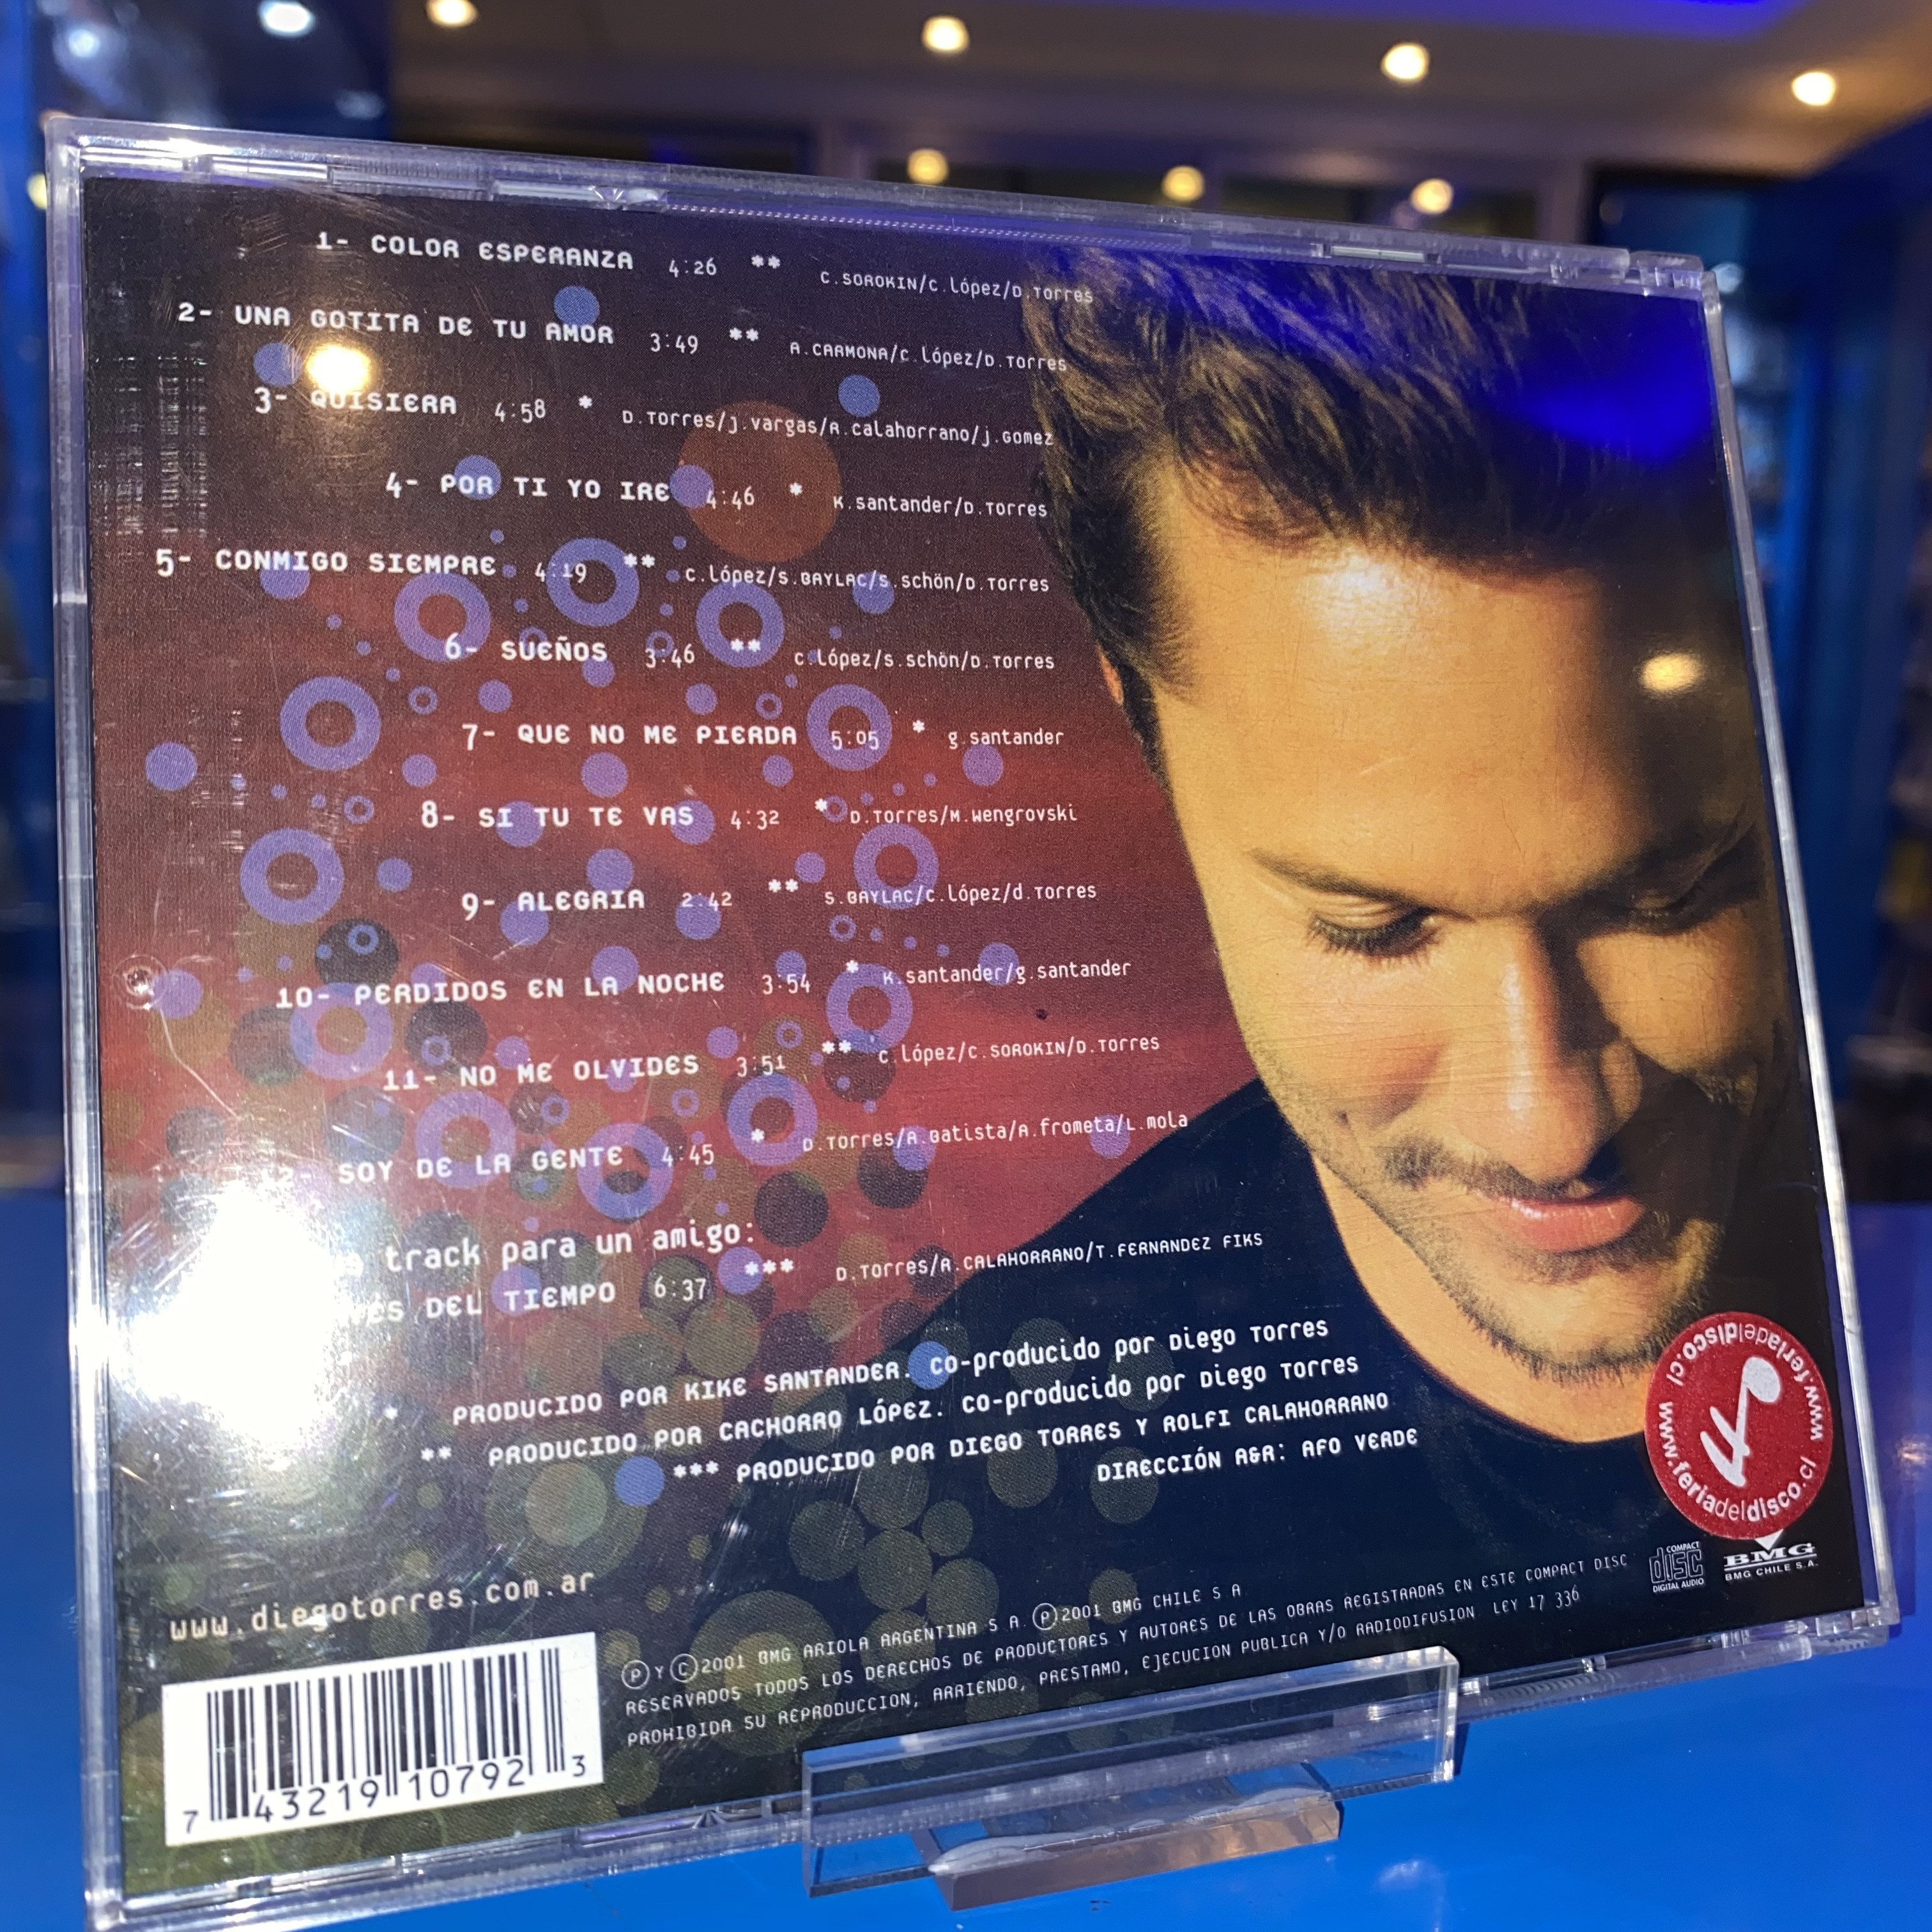 1- COLOR ESPERANZA 4:26 ** C.SOROKIN/C.López/D.Torres
2- UNA GOTITA DE TU AMOR 3:49 ** A.CARMONA/C.López/D.Torres
3- QUISIERA 4:58 * D.Torres/J.Vargas/R.Calahorrano/J.Gomez
4- POR TI YO IRE 4:46 * K.santander/D.Torres
5- CONMIGO SIEMPRE 4:19 ** C.López/S.BAYLAC/S.schön/D.Torres
6- SUEÑOS 3:46 ** C.López/s.schön/D.Torres
7- QUE NO ME PIERDA 5:05 * g.santander
8- SI TU TE VAS 4:32 * D.Torres/M.wengrovski
9- ALEGRIA 2:42 ** S.BAYLAC/C.López/d.Torres
10- PERDIDOS EN LA NOCHE 3:54 * K.santander/g.santander
11- NO ME OLVIDES 3:51 ** C.López/C.SOROKIN/D.Torres
SOY DE LA GENTE 4:45 * D.Torres/A.Batista/A.frometa/L.mola
track para un amigo:
DEL TIEMPO 6:37 *** D.Torres/R.CALAHORRANO/T.FERNANDEZ FIKS
* PRODUCIDO POR KIKE SANTANDER. co-producido por Diego Torres
** PRODUCIDO POR CACHORRO LÓPEZ. co-producido por Diego Torres
*** PRODUCIDO POR DIEGO TORRES Y ROLFI CALAHORRANO
DIRECCIÓN A&R: AFO VERDE
www.feriadeldisco.cl
www.feriadeldisco.cl
www.diegotorres.com.ar
COMPACT disc DIGITAL AUDIO
BMG
BMG CHILE S.A.
Ⓟ Y Ⓒ2001 BMG ARIOLA ARGENTINA S A. Ⓟ2001 BMG CHILE S A
RESERVADOS TODOS LOS DERECHOS DE PRODUCTORES Y AUTORES DE LAS OBRAS REGISTRADAS EN ESTE COMPACT DISC
PROHIBIDA SU REPRODUCCION, ARRIENDO, PRESTAMO, EJECUCION PUBLICA Y/O RADIODIFUSION LEY 17 336
7 43219 10792 3